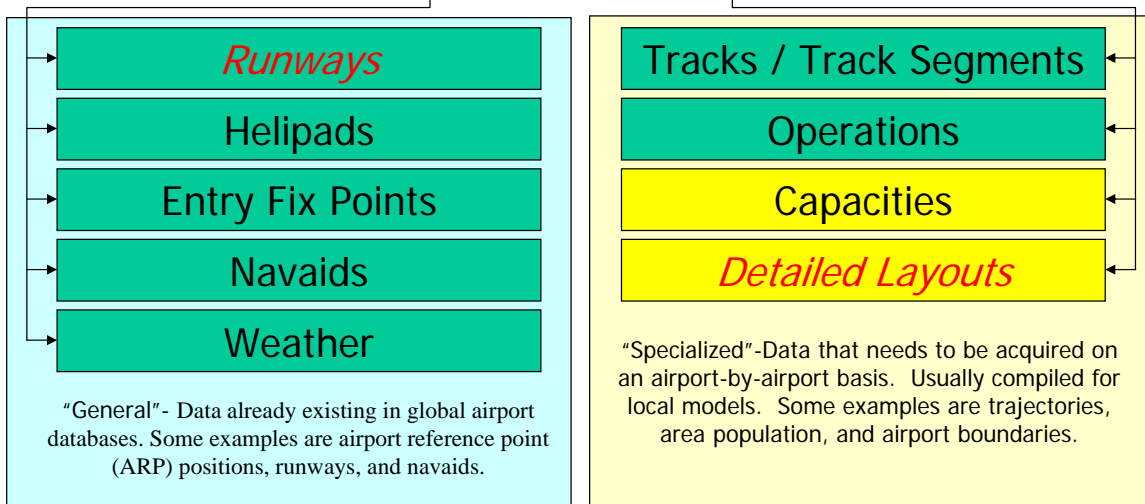 Runways
Helipads
Entry Fix Points
Navaids
Weather
"General"- Data already existing in global airport
databases. Some examples are airport reference point
(ARP) positions, runways, and navaids.
Tracks / Track Segments
Operations
Capacities
Detailed Layouts
"Specialized"-Data that needs to be acquired on
an airport-by-airport basis.  Usually compiled for
local models.  Some examples are trajectories,
area population, and airport boundaries.